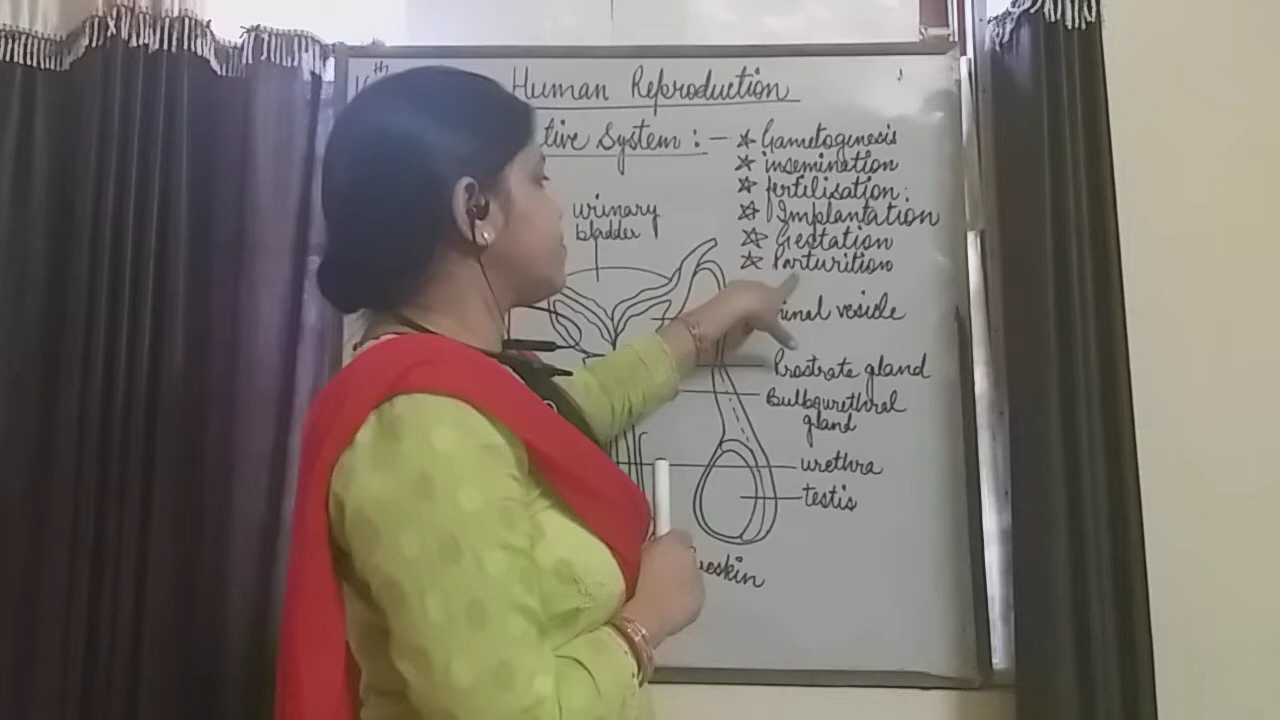 th
Human Reproduction
tive System : -
☆ Gametogenesis
☆ insemination
☆ fertilisation.
☆ Implantation
☆ Gestation
☆ Parturition
urinary
bladder
inal vesicle
Prostrate gland
Bulbourethral
gland
urethra
testis
eskin